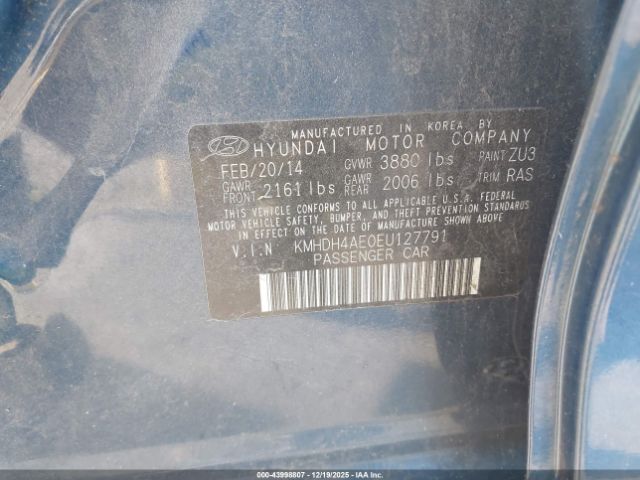 MANUFACTURED IN KOREA BY
HYUNDAI MOTOR COMPANY
FEB/20/14 GVWR 3880 lbs PAINT ZU3
GAWR FRONT 2161 lbs GAWR REAR 2006 lbs TRIM RAS
THIS VEHICLE CONFORMS TO ALL APPLICABLE U.S.A. FEDERAL
MOTOR VEHICLE SAFETY, BUMPER, AND THEFT PREVENTION
STANDARDS IN EFFECT ON THE DATE OF MANUFACTURE SHOWN ABOVE.
V.I.N KMHDH4AE0EU127791
PASSENGER CAR
000-43998807 - 12/19/2025 - IAAI.COM